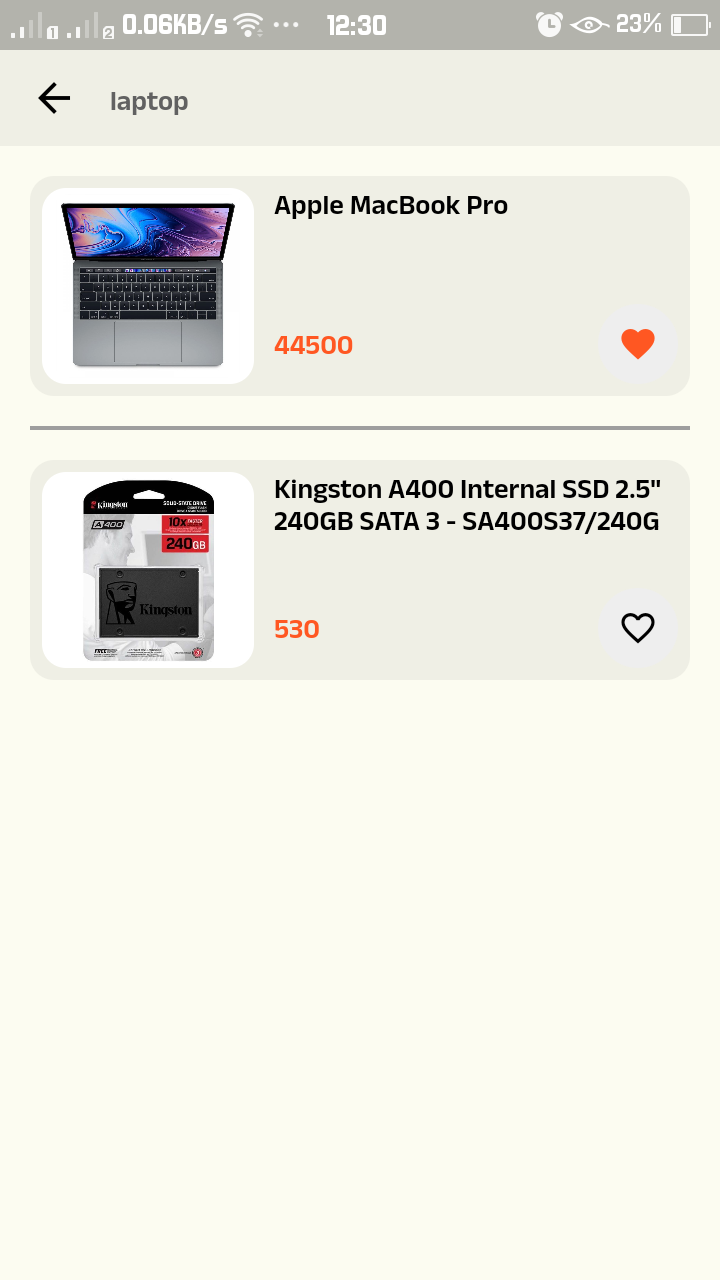 1 2 0.06KB/s ... 12:30 23%
laptop
Apple MacBook Pro
44500
Kingston
SOLID-STATE DRIVE
A400
10X FASTER
240GB
Kingston
FREE
Kingston A400 Internal SSD 2.5"
240GB SATA 3 - SA400S37/240G
530